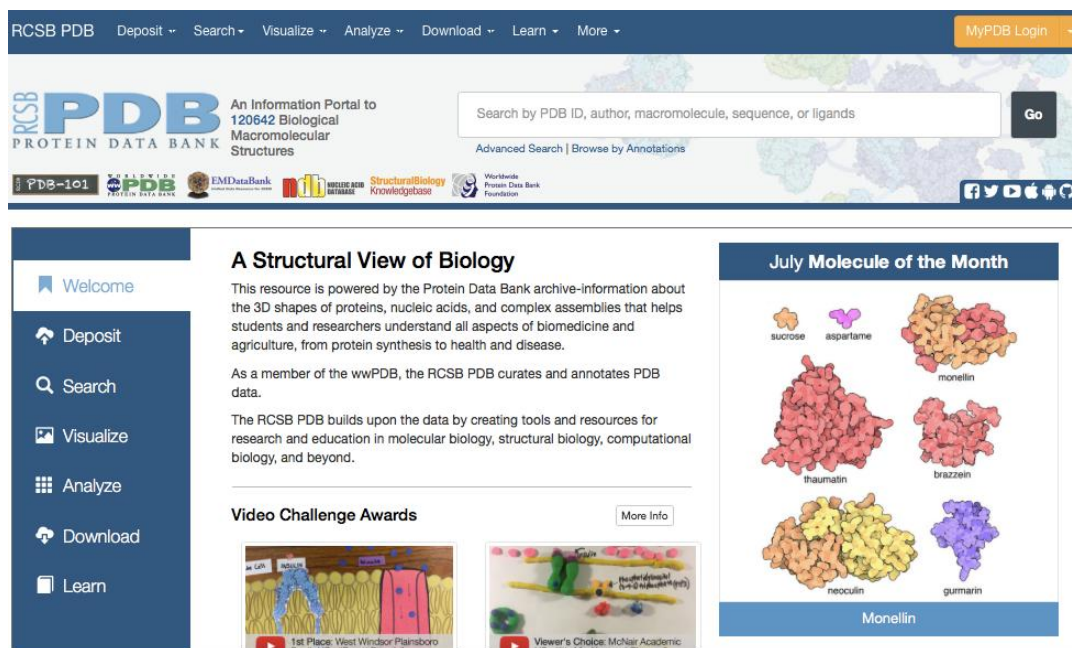 RCSB PDB Deposit Search Visualize Analyze Download Learn More MyPDB Login
RCSB
PDB
PROTEIN DATA BANK
An Information Portal to
120642 Biological
Macromolecular
Structures
Search by PDB ID, author, macromolecule, sequence, or ligands
Go
Advanced Search | Browse by Annotations
PDB-101
WORLDWIDE
PDB
PROTEIN DATA BANK
EMDataBank
ndb
NUCLEIC ACID
DATABASE
StructuralBiology
Knowledgebase
Worldwide
Protein Data Bank
Foundation
Welcome
Deposit
Search
Visualize
Analyze
Download
Learn
A Structural View of Biology
This resource is powered by the Protein Data Bank archive-information about
the 3D shapes of proteins, nucleic acids, and complex assemblies that helps
students and researchers understand all aspects of biomedicine and
agriculture, from protein synthesis to health and disease.
As a member of the wwPDB, the RCSB PDB curates and annotates PDB
data.
The RCSB PDB builds upon the data by creating tools and resources for
research and education in molecular biology, structural biology, computational
biology, and beyond.
Video Challenge Awards
More Info
1st Place: West Windsor Plainsboro
Viewer's Choice: McNair Academic
July Molecule of the Month
sucrose
aspartame
monellin
thaumatin
brazzein
neoculin
gurmarin
Monellin